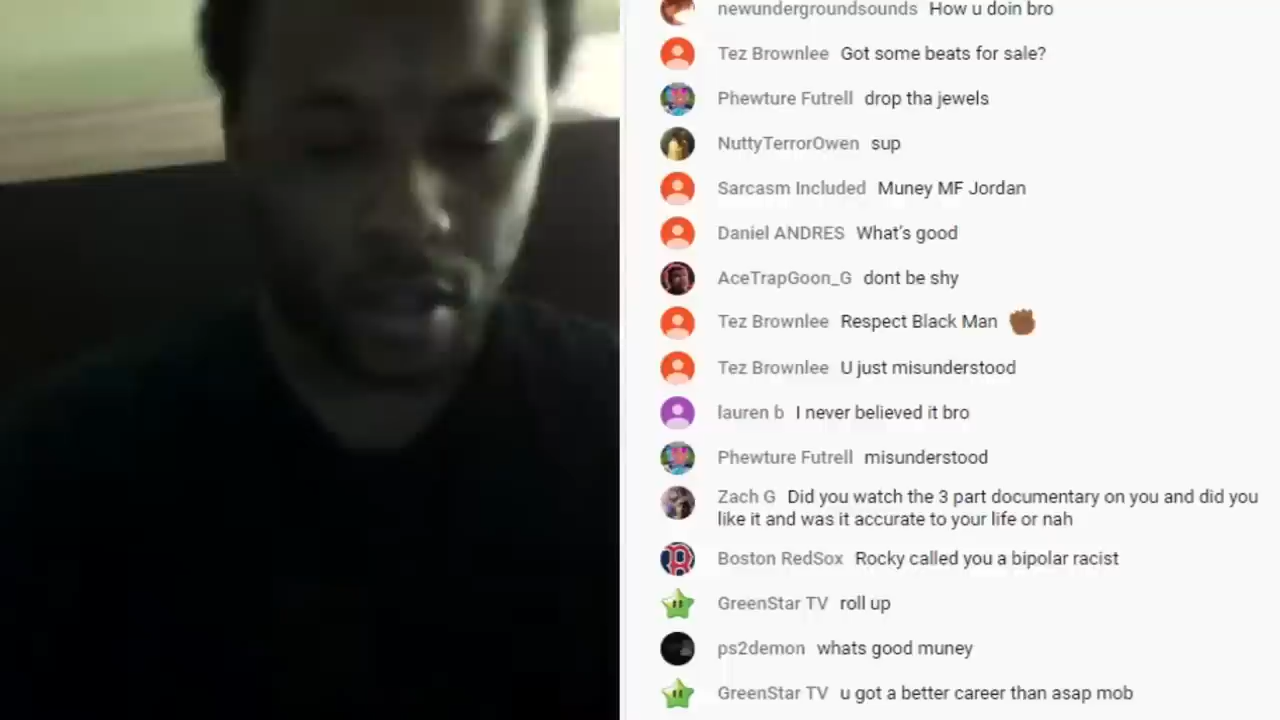 newundergroundsounds How u doin bro
Tez Brownlee Got some beats for sale?
Phewture Futrell drop tha jewels
NuttyTerrorOwen sup
Sarcasm Included Muney MF Jordan
Daniel ANDRES What's good
AceTrapGoon_G dont be shy
Tez Brownlee Respect Black Man ✊🏾
Tez Brownlee U just misunderstood
lauren b I never believed it bro
Phewture Futrell misunderstood
Zach G Did you watch the 3 part documentary on you and did you
like it and was it accurate to your life or nah
Boston RedSox Rocky called you a bipolar racist
GreenStar TV roll up
ps2demon whats good muney
GreenStar TV u got a better career than asap mob